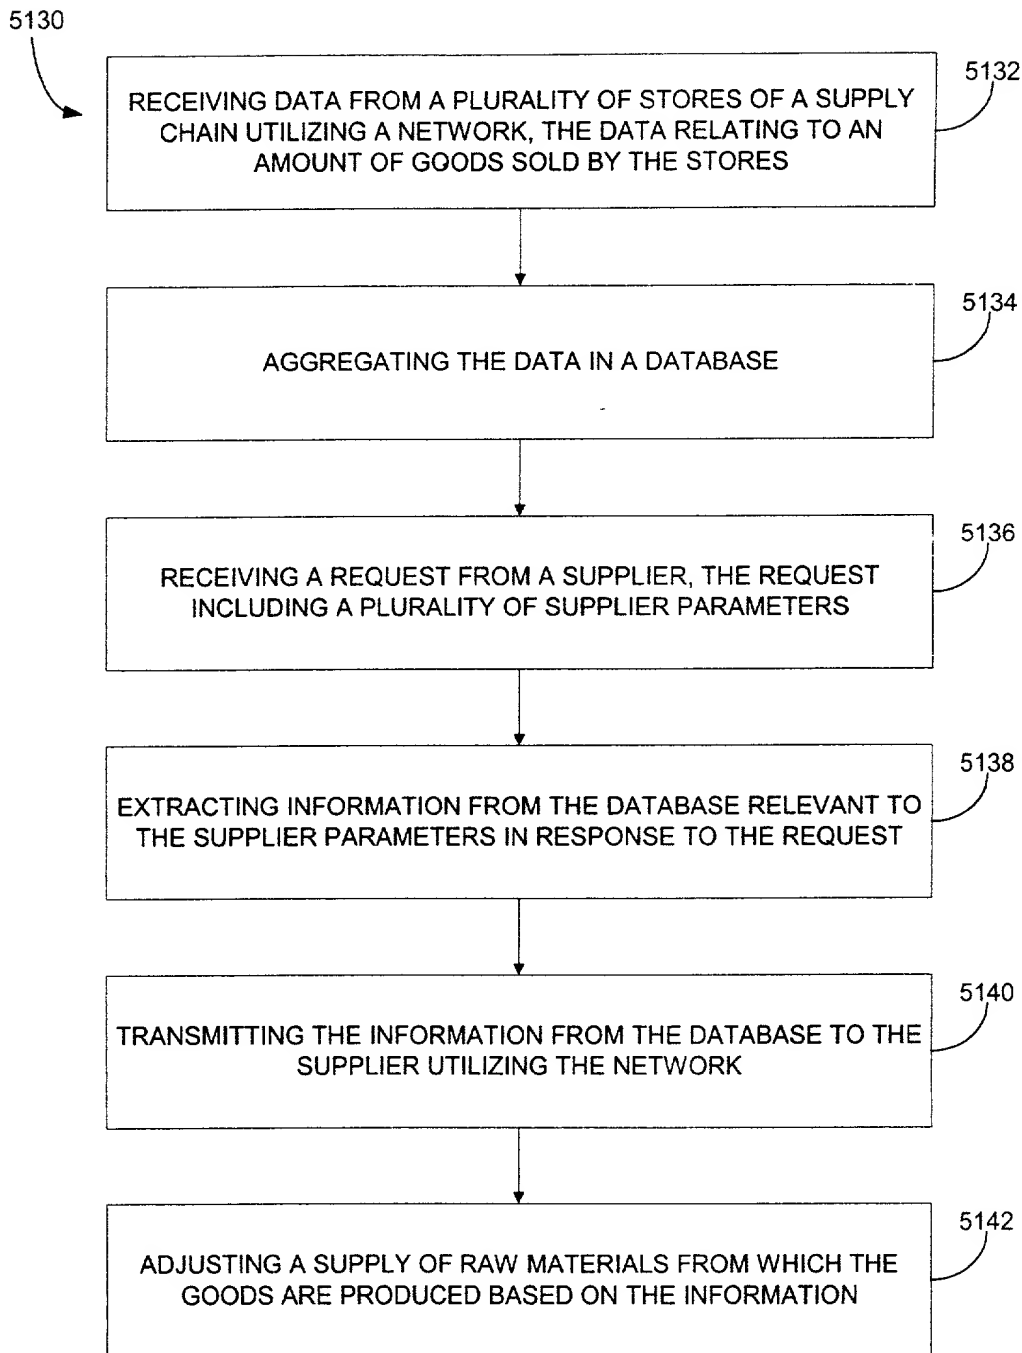 5130
5132
RECEIVING DATA FROM A PLURALITY OF STORES OF A SUPPLY
CHAIN UTILIZING A NETWORK, THE DATA RELATING TO AN
AMOUNT OF GOODS SOLD BY THE STORES
5134
AGGREGATING THE DATA IN A DATABASE
5136
RECEIVING A REQUEST FROM A SUPPLIER, THE REQUEST
INCLUDING A PLURALITY OF SUPPLIER PARAMETERS
5138
EXTRACTING INFORMATION FROM THE DATABASE RELEVANT TO
THE SUPPLIER PARAMETERS IN RESPONSE TO THE REQUEST
5140
TRANSMITTING THE INFORMATION FROM THE DATABASE TO THE
SUPPLIER UTILIZING THE NETWORK
5142
ADJUSTING A SUPPLY OF RAW MATERIALS FROM WHICH THE
GOODS ARE PRODUCED BASED ON THE INFORMATION